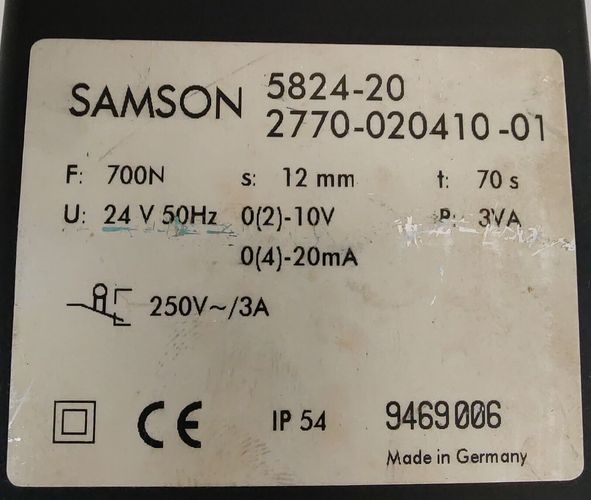 SAMSON 5824-20
2770-020410-01
F: 700N s: 12 mm t: 70 s
U: 24 V 50Hz 0(2)-10V P: 3VA
0(4)-20mA
250V~/3A
CE IP 54 9469006
Made in Germany